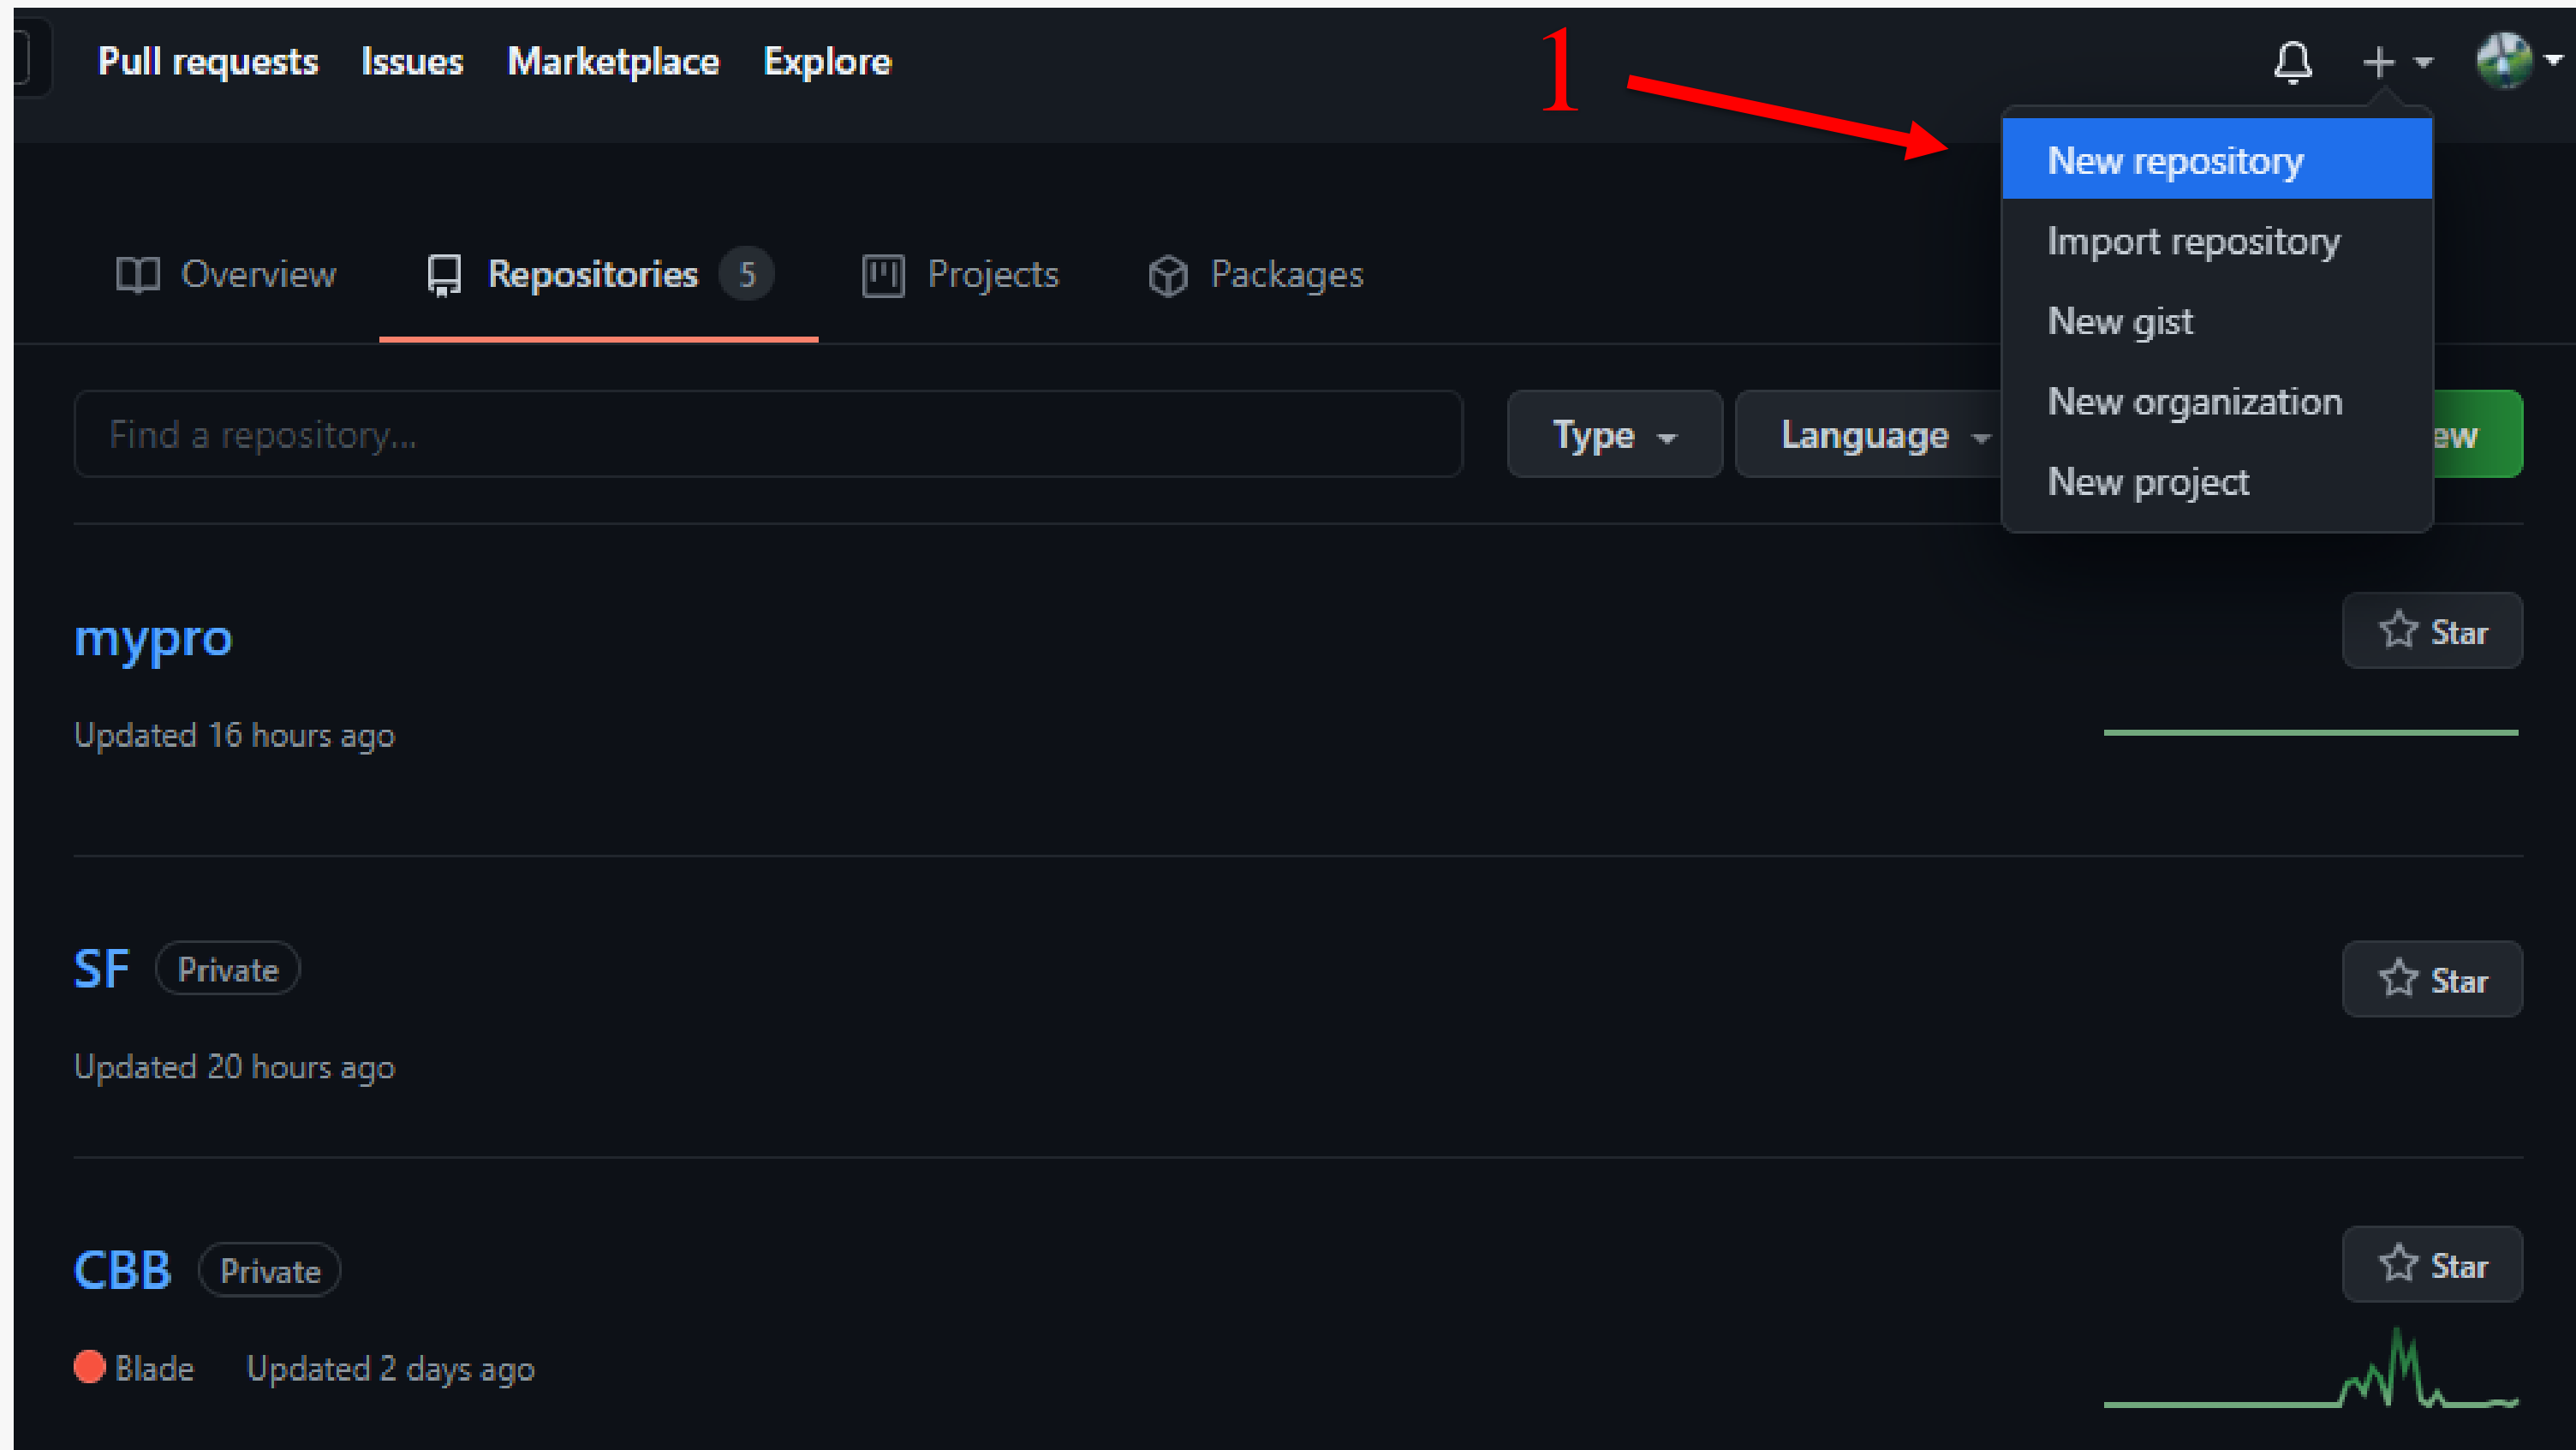 Pull requests Issues Marketplace Explore
1
New repository
Import repository
New gist
New organization
New project
Overview Repositories 5 Projects Packages
Find a repository... Type Language ew
mypro Star
Updated 16 hours ago
SF Private Star
Updated 20 hours ago
CBB Private Star
Blade Updated 2 days ago